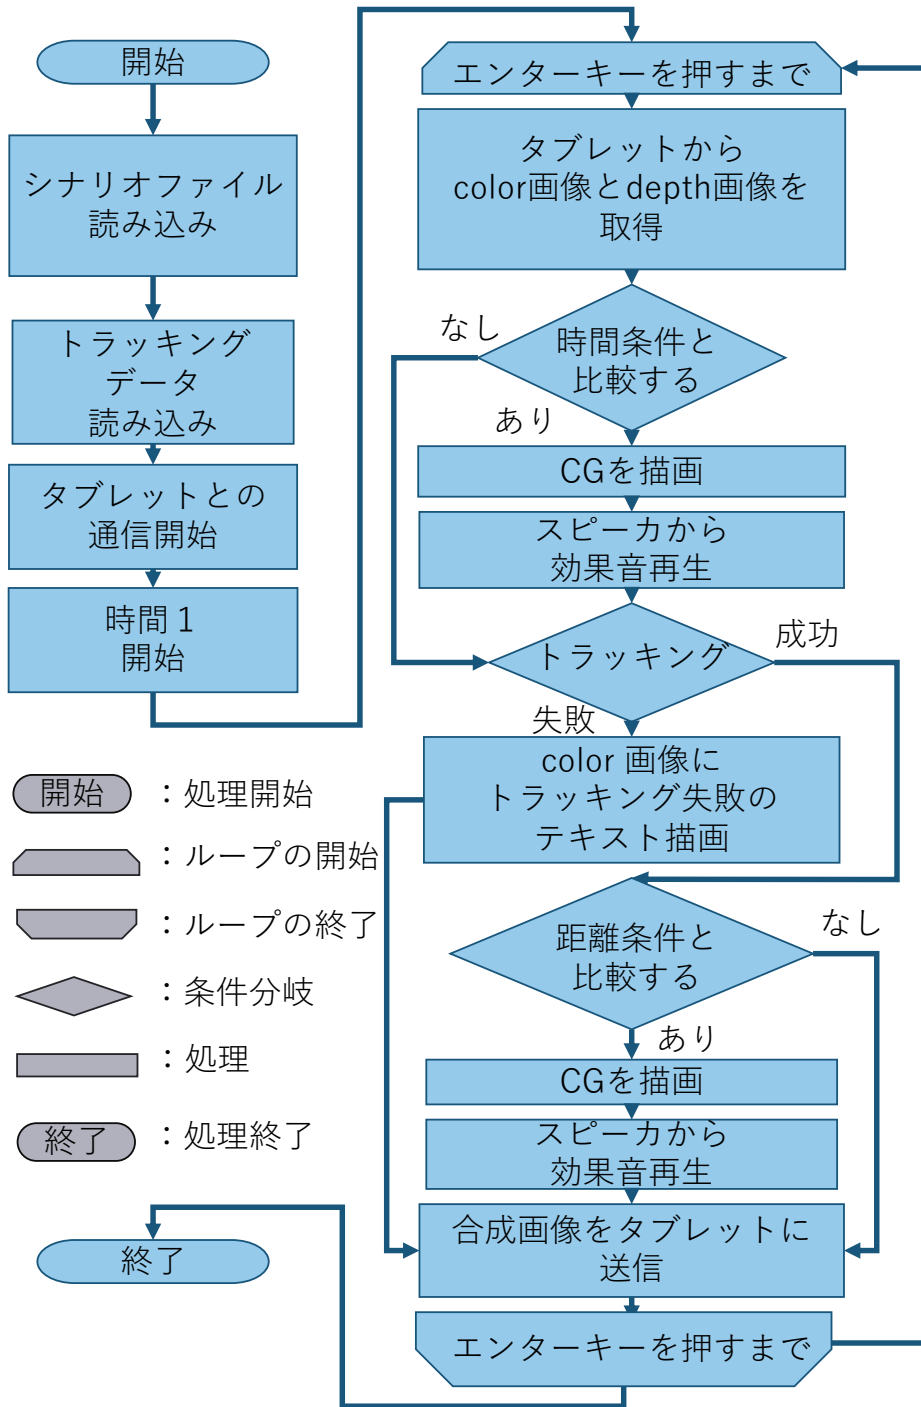 開始
シナリオファイル
読み込み
トラッキング
データ
読み込み
タブレットとの
通信開始
時間１
開始
エンターキーを押すまで
タブレットから
color画像とdepth画像を
取得
時間条件と
比較する
なし
あり
CGを描画
スピーカから
効果音再生
トラッキング
成功
失敗
color 画像に
トラッキング失敗の
テキスト描画
距離条件と
比較する
なし
あり
CGを描画
スピーカから
効果音再生
合成画像をタブレットに
送信
エンターキーを押すまで
終了
開始 ：処理開始
：ループの開始
：ループの終了
：条件分岐
：処理
終了 ：処理終了